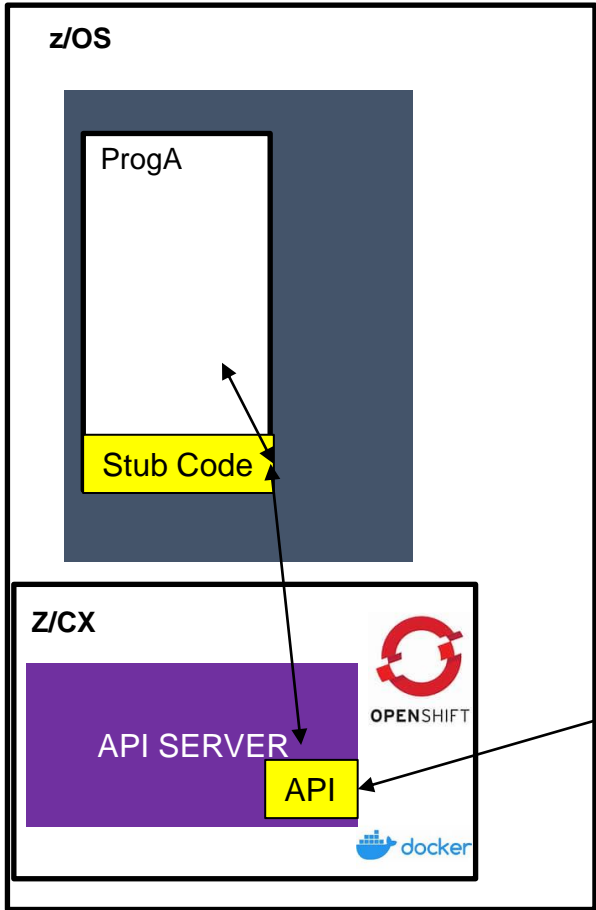 z/OS
ProgA
Stub Code
Z/CX
OPENSHIFT
API SERVER
API
docker